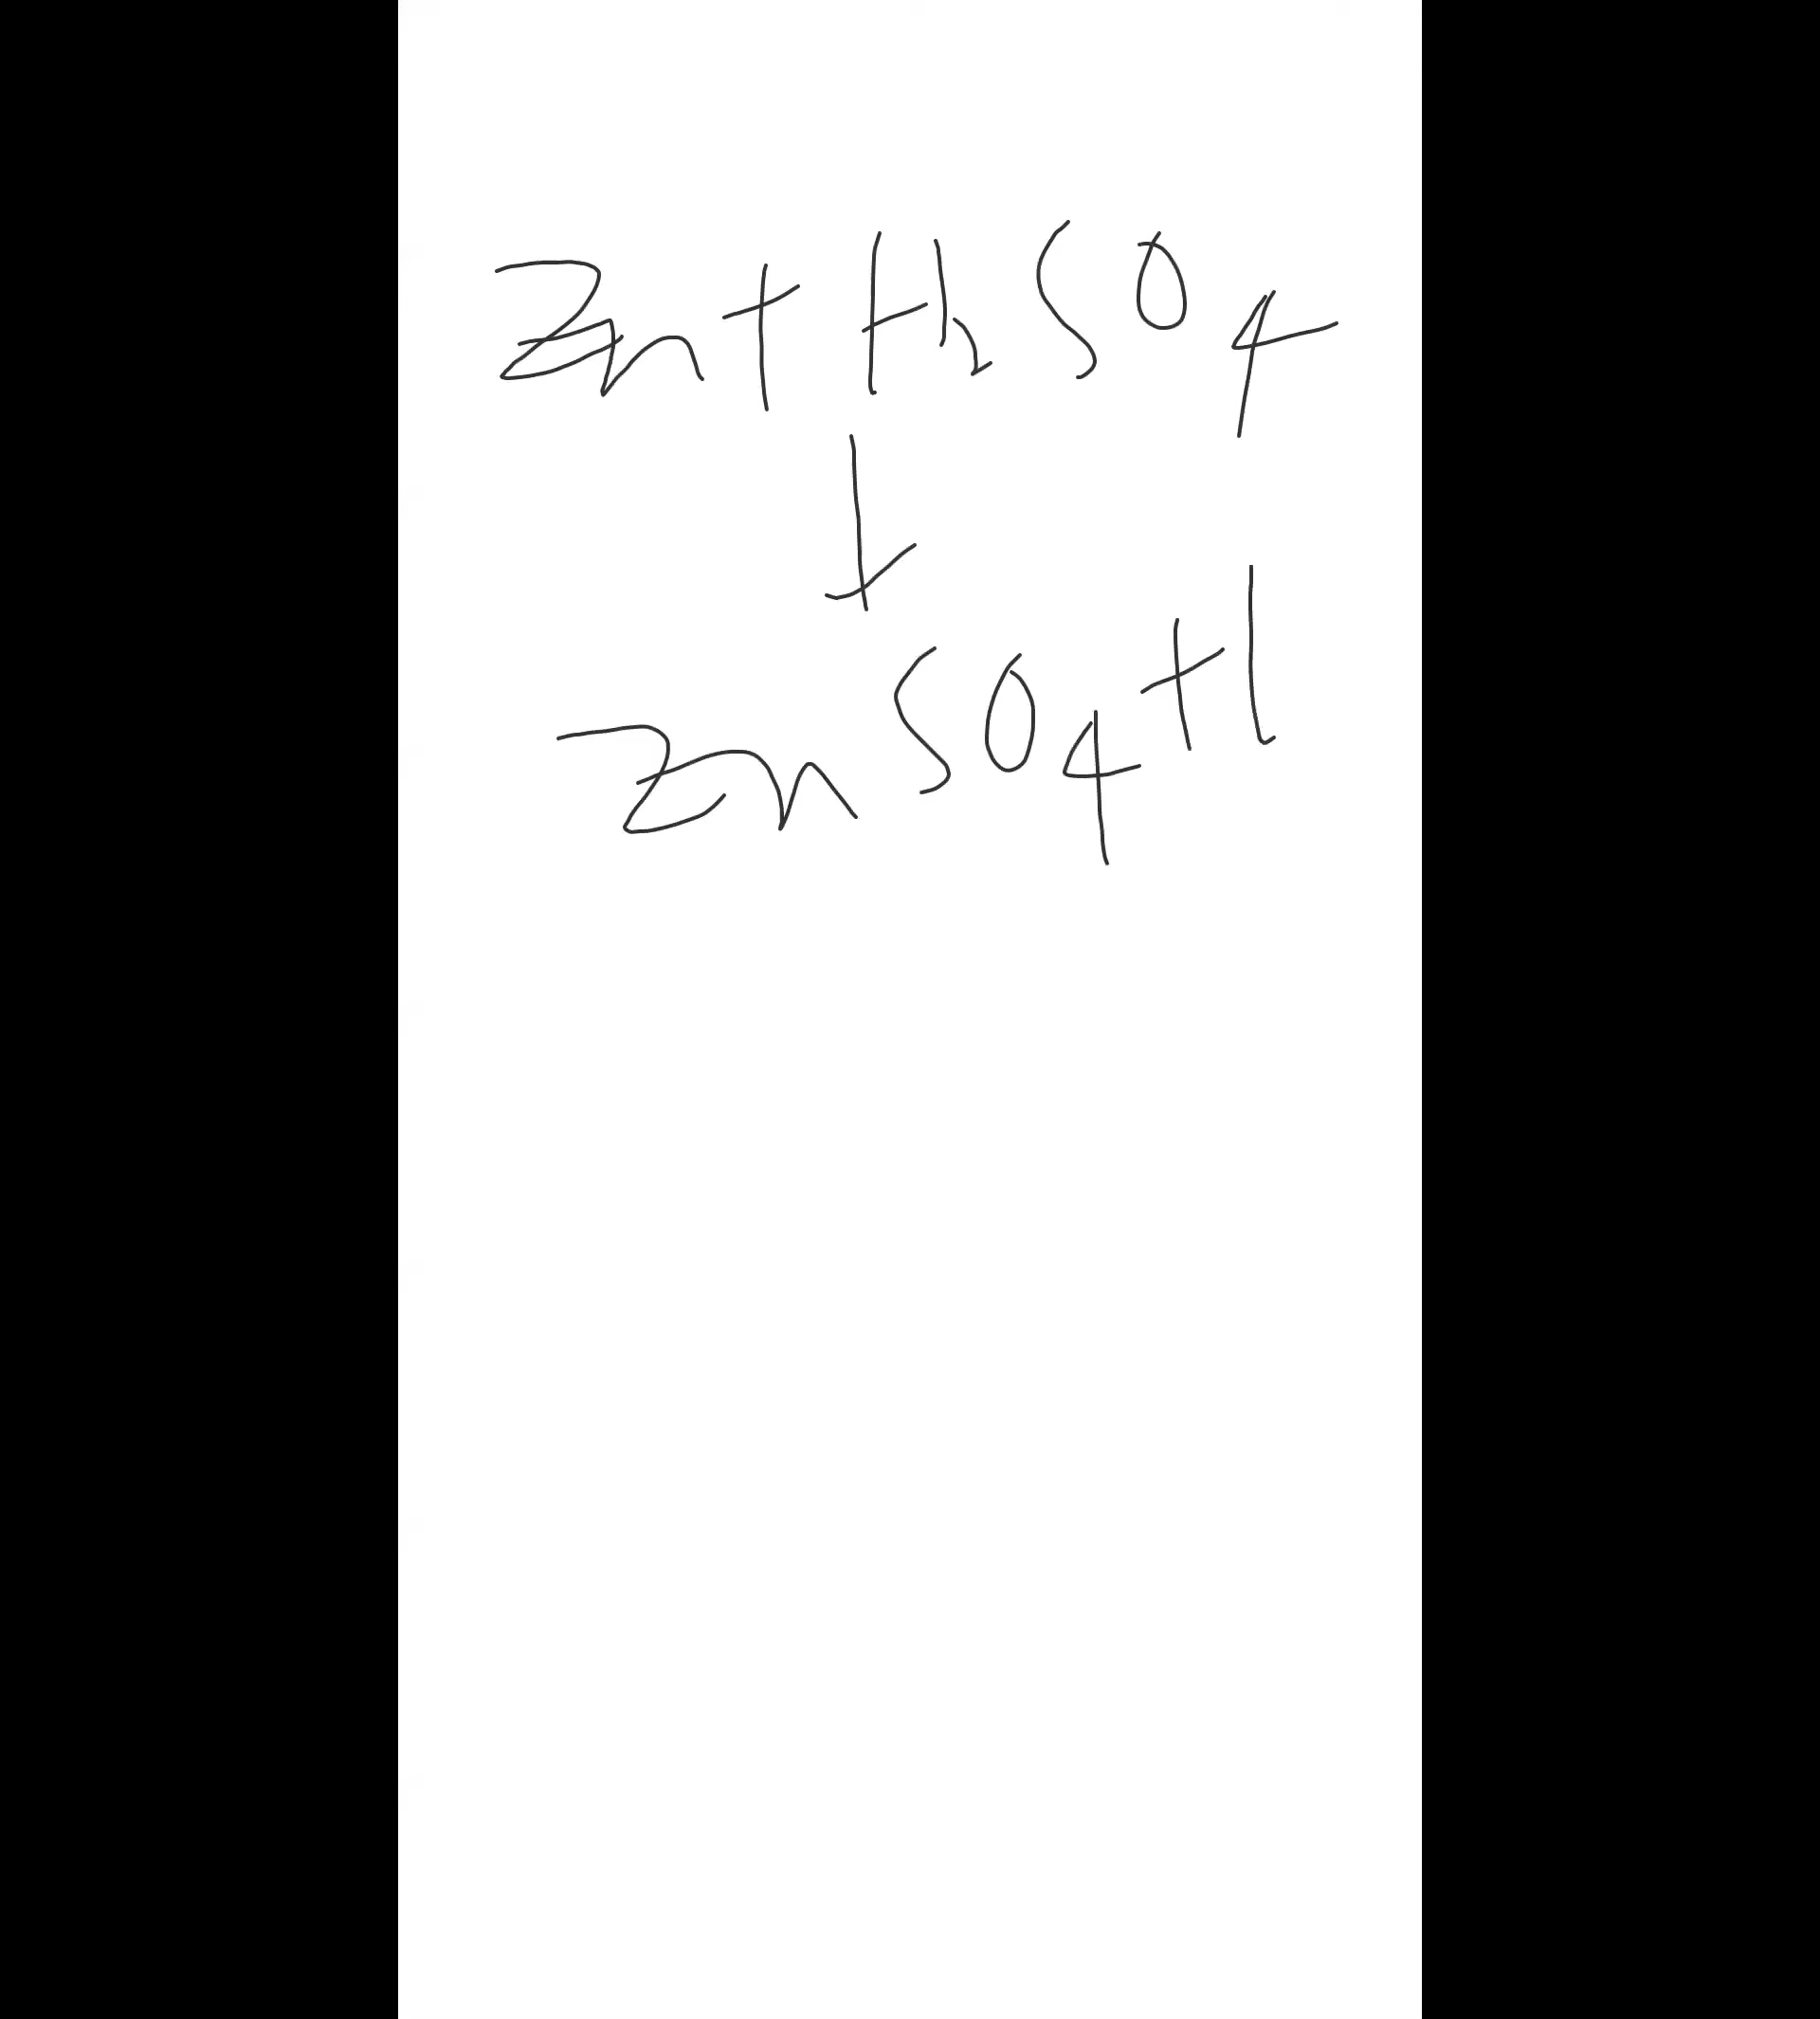 Zn + H₂SO₄
↓
ZnSO₄ + l